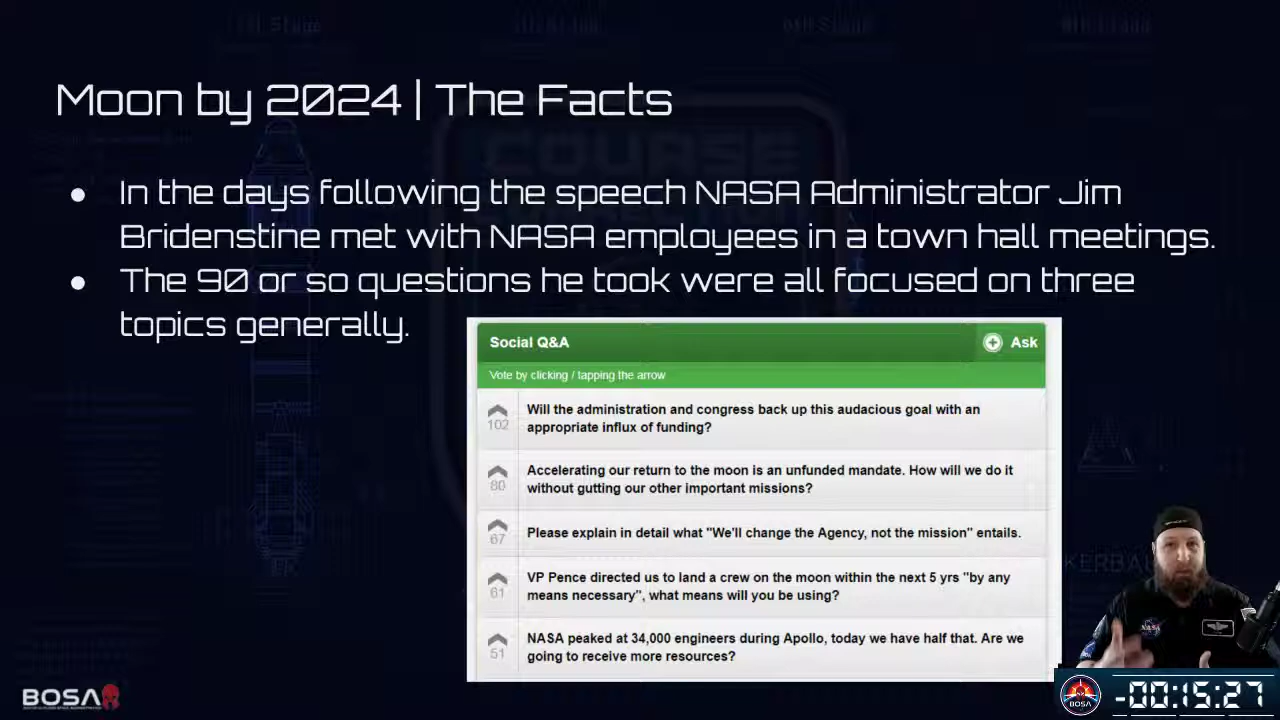 Moon by 2024 | The Facts
● In the days following the speech NASA Administrator Jim
Bridenstine met with NASA employees in a town hall meetings.
● The 90 or so questions he took were all focused on three
topics generally.
Social Q&A
Ask
Vote by clicking / tapping the arrow
102
Will the administration and congress back up this audacious goal with an
appropriate influx of funding?
80
Accelerating our return to the moon is an unfunded mandate. How will we do it
without gutting our other important missions?
67
Please explain in detail what "We'll change the Agency, not the mission" entails.
61
VP Pence directed us to land a crew on the moon within the next 5 yrs "by any
means necessary", what means will you be using?
51
NASA peaked at 34,000 engineers during Apollo, today we have half that. Are we
going to receive more resources?
COURSE
KERBAL
NASA
BOSA
BOSA
-00:15:27